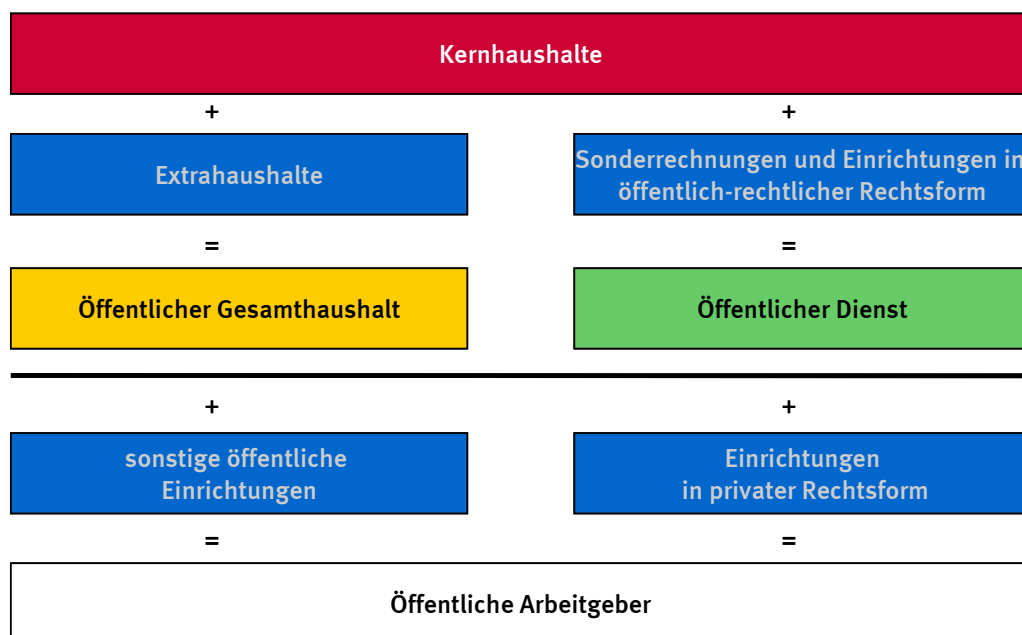 Kernhaushalte
+
+
Extrahaushalte
Sonderrechnungen und Einrichtungen in
öffentlich-rechtlicher Rechtsform
=
=
Öffentlicher Gesamthaushalt
Öffentlicher Dienst
+
+
sonstige öffentliche
Einrichtungen
Einrichtungen
in privater Rechtsform
=
=
Öffentliche Arbeitgeber